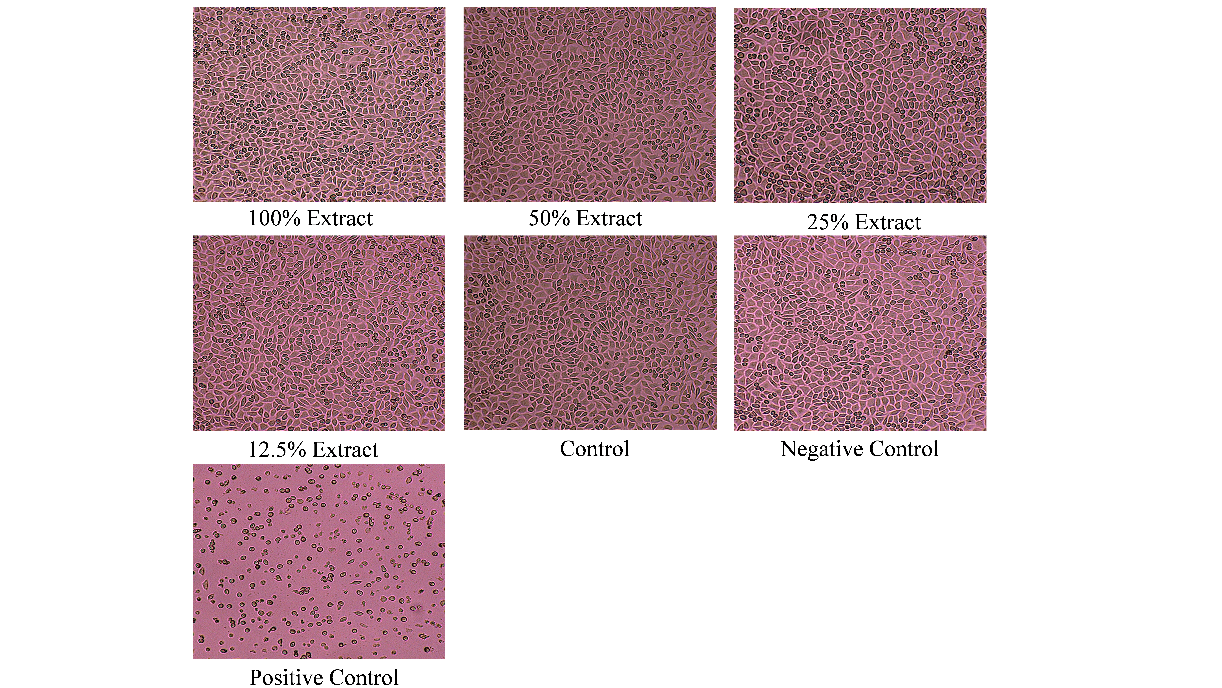 100% Extract
50% Extract
25% Extract
12.5% Extract
Control
Negative Control
Positive Control